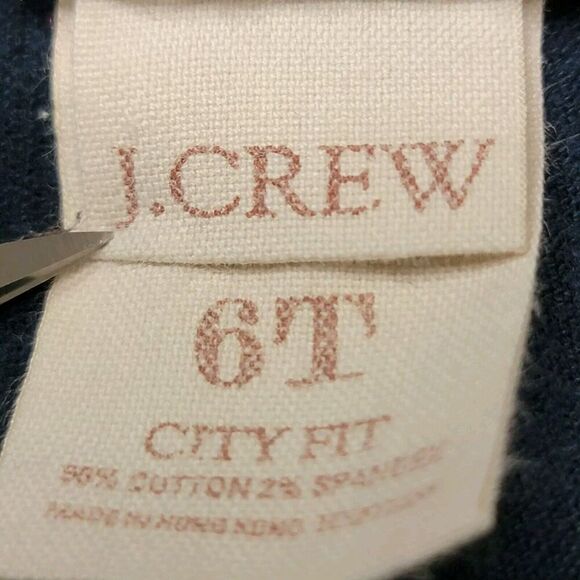 J.CREW
6T
CITY FIT
98% COTTON 2% SPANDEX
MADE IN HONG KONG